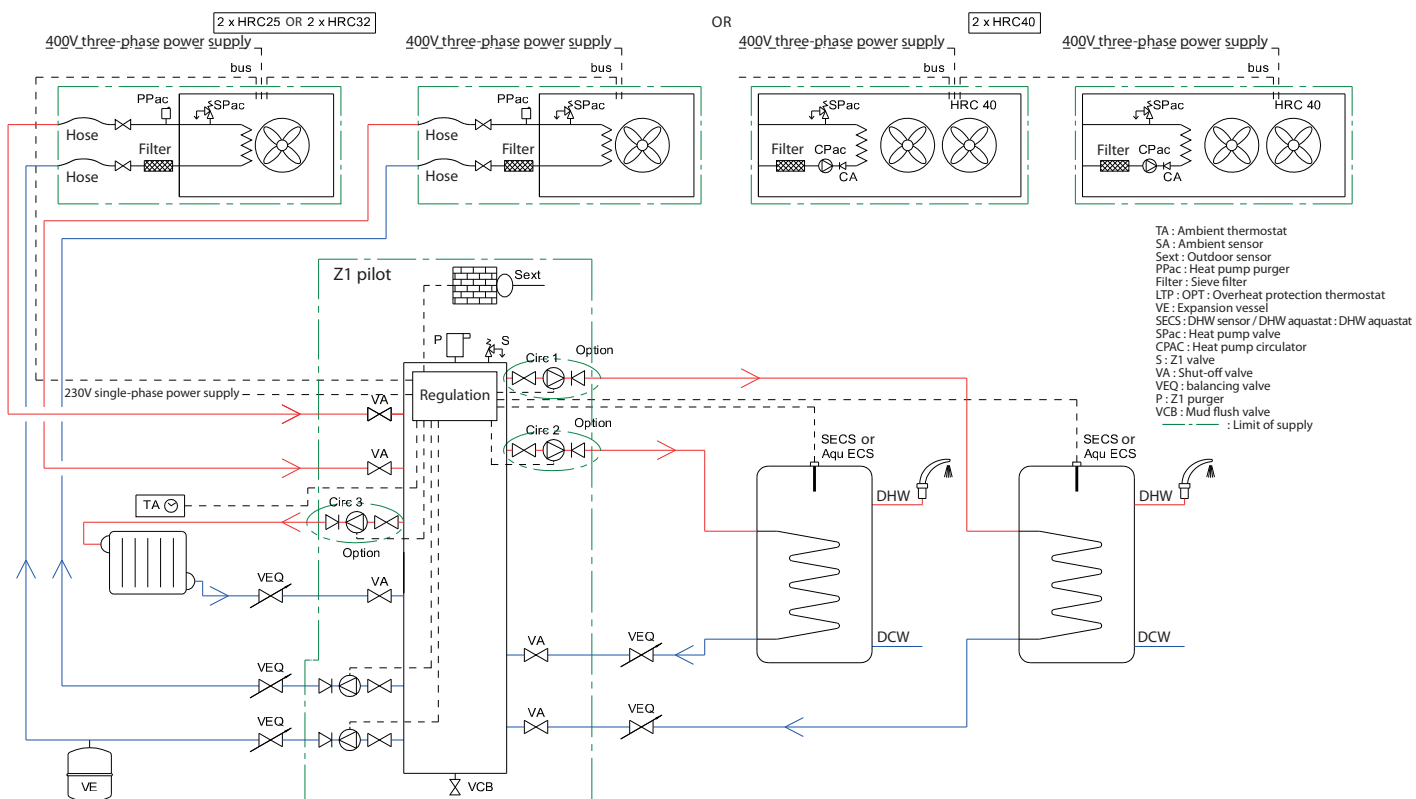 2 x HRC25 OR 2 x HRC32
OR
2 x HRC40
400V three-phase power supply
400V three-phase power supply
400V three-phase power supply
400V three-phase power supply
bus
bus
bus
bus
PPac
SPac
Hose
Filter
Hose
PPac
SPac
Hose
Filter
Hose
SPac
HRC 40
Filter
CPac
CA
SPac
HRC 40
Filter
CPac
CA
TA : Ambient thermostat
SA : Ambient sensor
Sext : Outdoor sensor
PPac : Heat pump purger
Filter : Sieve filter
LTP : OPT : Overheat protection thermostat
VE : Expansion vessel
SECS : DHW sensor / DHW aquastat : DHW aquastat
SPac : Heat pump valve
CPAC : Heat pump circulator
S : Z1 valve
VA : Shut-off valve
VEQ : balancing valve
P : Z1 purger
VCB : Mud flush valve
: Limit of supply
Z1 pilot
Sext
P
S
Circ 1
Option
Regulation
230V single-phase power supply
VA
Circ 2
Option
VA
SECS or
Aqu ECS
SECS or
Aqu ECS
DHW
DHW
TA
Circ 3
Option
VEQ
VA
VA
VEQ
DCW
DCW
VEQ
VA
VEQ
VEQ
VE
VCB